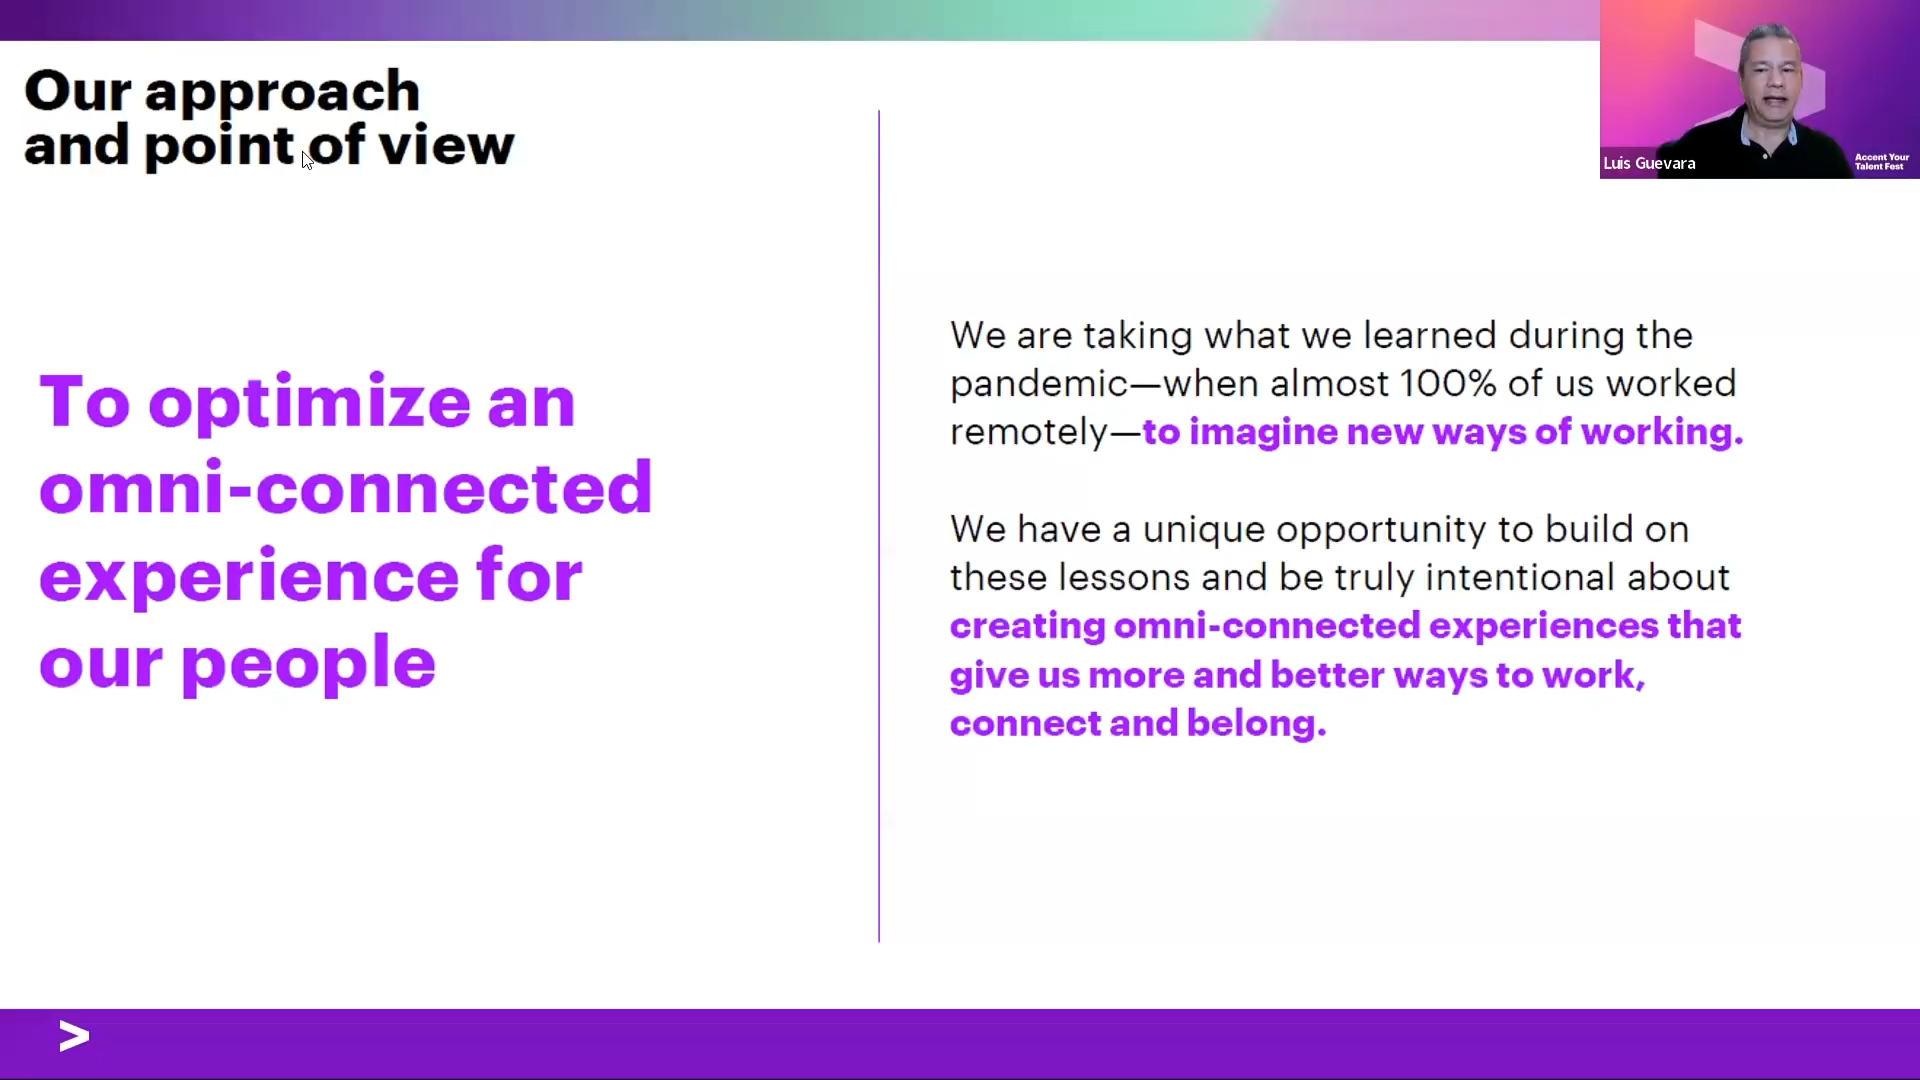 Our approach
and point of view
Luis Guevara
Accent Your
Talent Fest
To optimize an
omni-connected
experience for
our people
We are taking what we learned during the
pandemic—when almost 100% of us worked
remotely—to imagine new ways of working.
We have a unique opportunity to build on
these lessons and be truly intentional about
creating omni-connected experiences that
give us more and better ways to work,
connect and belong.